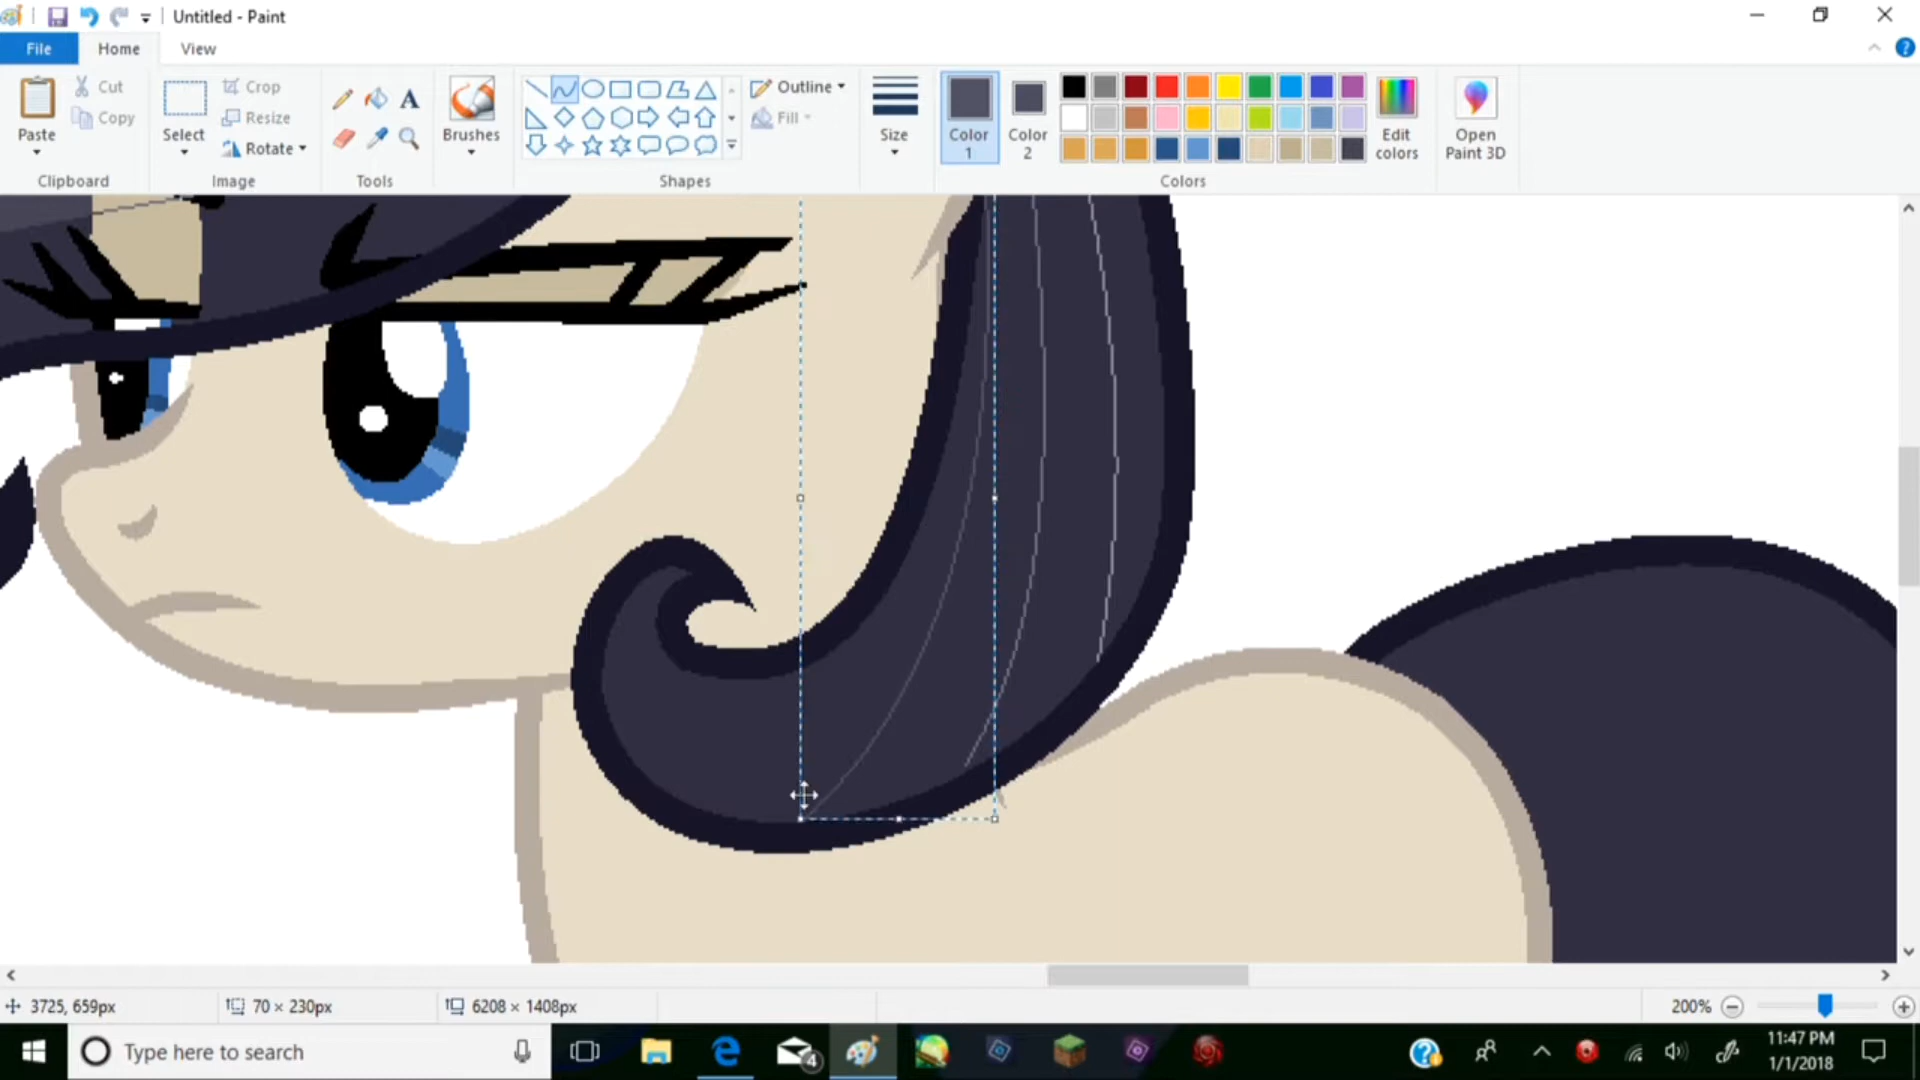 Untitled - Paint
File Home View
Paste
Cut
Copy
Clipboard
Select
Crop
Resize
Rotate
Image
Tools
Brushes
Shapes
Outline
Fill
Size
Color 1
Color 2
Edit colors
Open Paint 3D
Colors
3725, 659px
70 × 230px
6208 × 1408px
200%
Type here to search
4
11:47 PM
1/1/2018